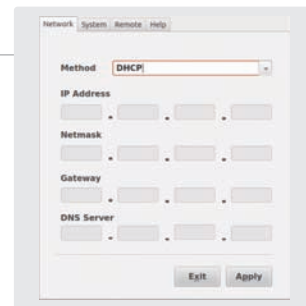 Network System Remote Help
Method DHCP
IP Address
. . .
Netmask
. . .
Gateway
. . .
DNS Server
. . .
Exit Apply